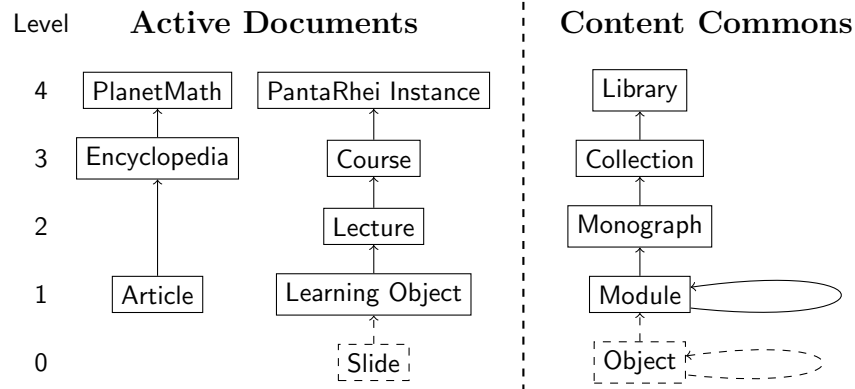 Level Active Documents Content Commons
4 PlanetMath PantaRhei Instance Library
3 Encyclopedia Course Collection
2 Lecture Monograph
1 Article Learning Object Module
0 Slide Object